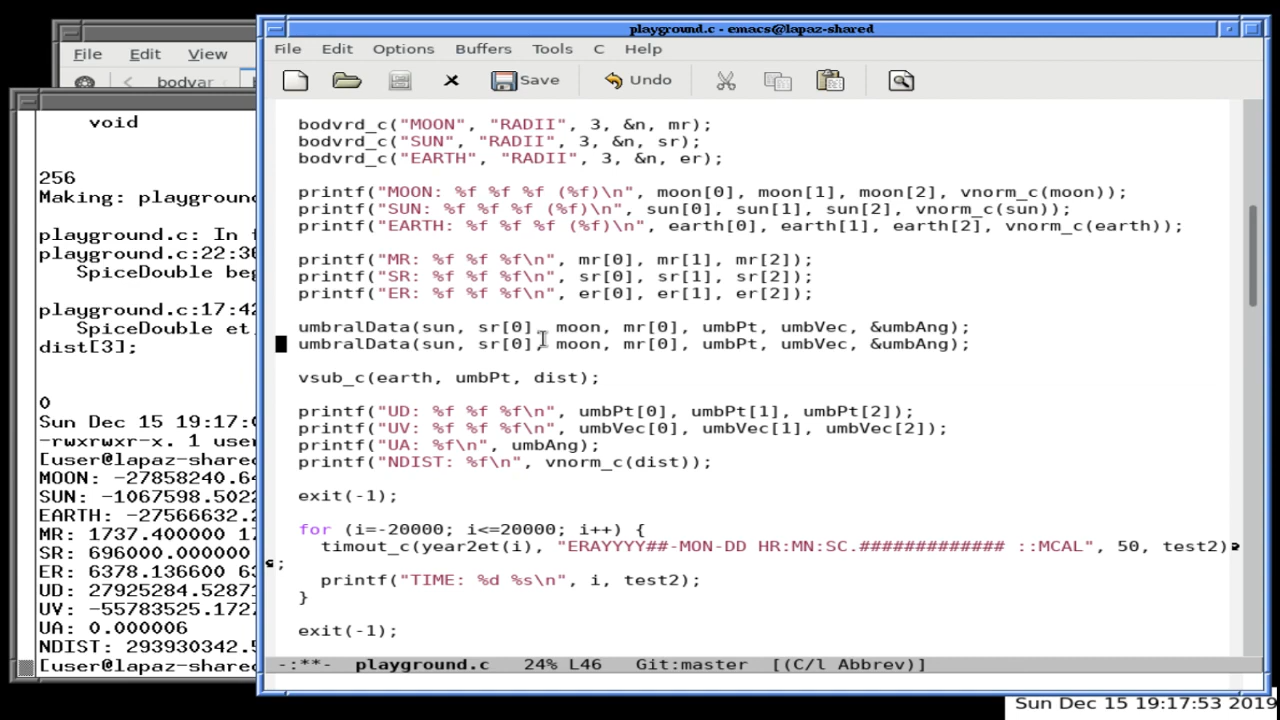 playground.c - emacs@lapaz-shared
File Edit View
File Edit Options Buffers Tools C Help
bodvar
Save Undo
void
256
Making: playground
playground.c: In f
playground.c:22:30
SpiceDouble beg
playground.c:17:42
SpiceDouble et
dist[3];
0
Sun Dec 15 19:17:0
-rwxrwxr-x. 1 use
[user@lapaz-share
MOON: -27858240.64
SUN: -1067598.5022
EARTH: -27566632.2
MR: 1737.400000 17
SR: 696000.000000
ER: 6378.136600 63
UD: 27925284.5287
UV: -55783525.172
UA: 0.000006
NDIST: 293930342.5
[user@lapaz-share
bodvrd_c("MOON", "RADII", 3, &n, mr);
bodvrd_c("SUN", "RADII", 3, &n, sr);
bodvrd_c("EARTH", "RADII", 3, &n, er);
printf("MOON: %f %f %f (%f)\n", moon[0], moon[1], moon[2], vnorm_c(moon));
printf("SUN: %f %f %f (%f)\n", sun[0], sun[1], sun[2], vnorm_c(sun));
printf("EARTH: %f %f %f (%f)\n", earth[0], earth[1], earth[2], vnorm_c(earth));
printf("MR: %f %f %f\n", mr[0], mr[1], mr[2]);
printf("SR: %f %f %f\n", sr[0], sr[1], sr[2]);
printf("ER: %f %f %f\n", er[0], er[1], er[2]);
umbralData(sun, sr[0], moon, mr[0], umbPt, umbVec, &umbAng);
umbralData(sun, sr[0], moon, mr[0], umbPt, umbVec, &umbAng);
vsub_c(earth, umbPt, dist);
printf("UD: %f %f %f\n", umbPt[0], umbPt[1], umbPt[2]);
printf("UV: %f %f %f\n", umbVec[0], umbVec[1], umbVec[2]);
printf("UA: %f\n", umbAng);
printf("NDIST: %f\n", vnorm_c(dist));
exit(-1);
for (i=-20000; i<=20000; i++) {
timout_c(year2et(i), "ERAYYYY##-MON-DD HR:MN:SC.############# ::MCAL", 50, test2)
;
printf("TIME: %d %s\n", i, test2);
}
exit(-1);
-:**- playground.c 24% L46 Git:master [(C/l Abbrev)]
Sun Dec 15 19:17:53 2019